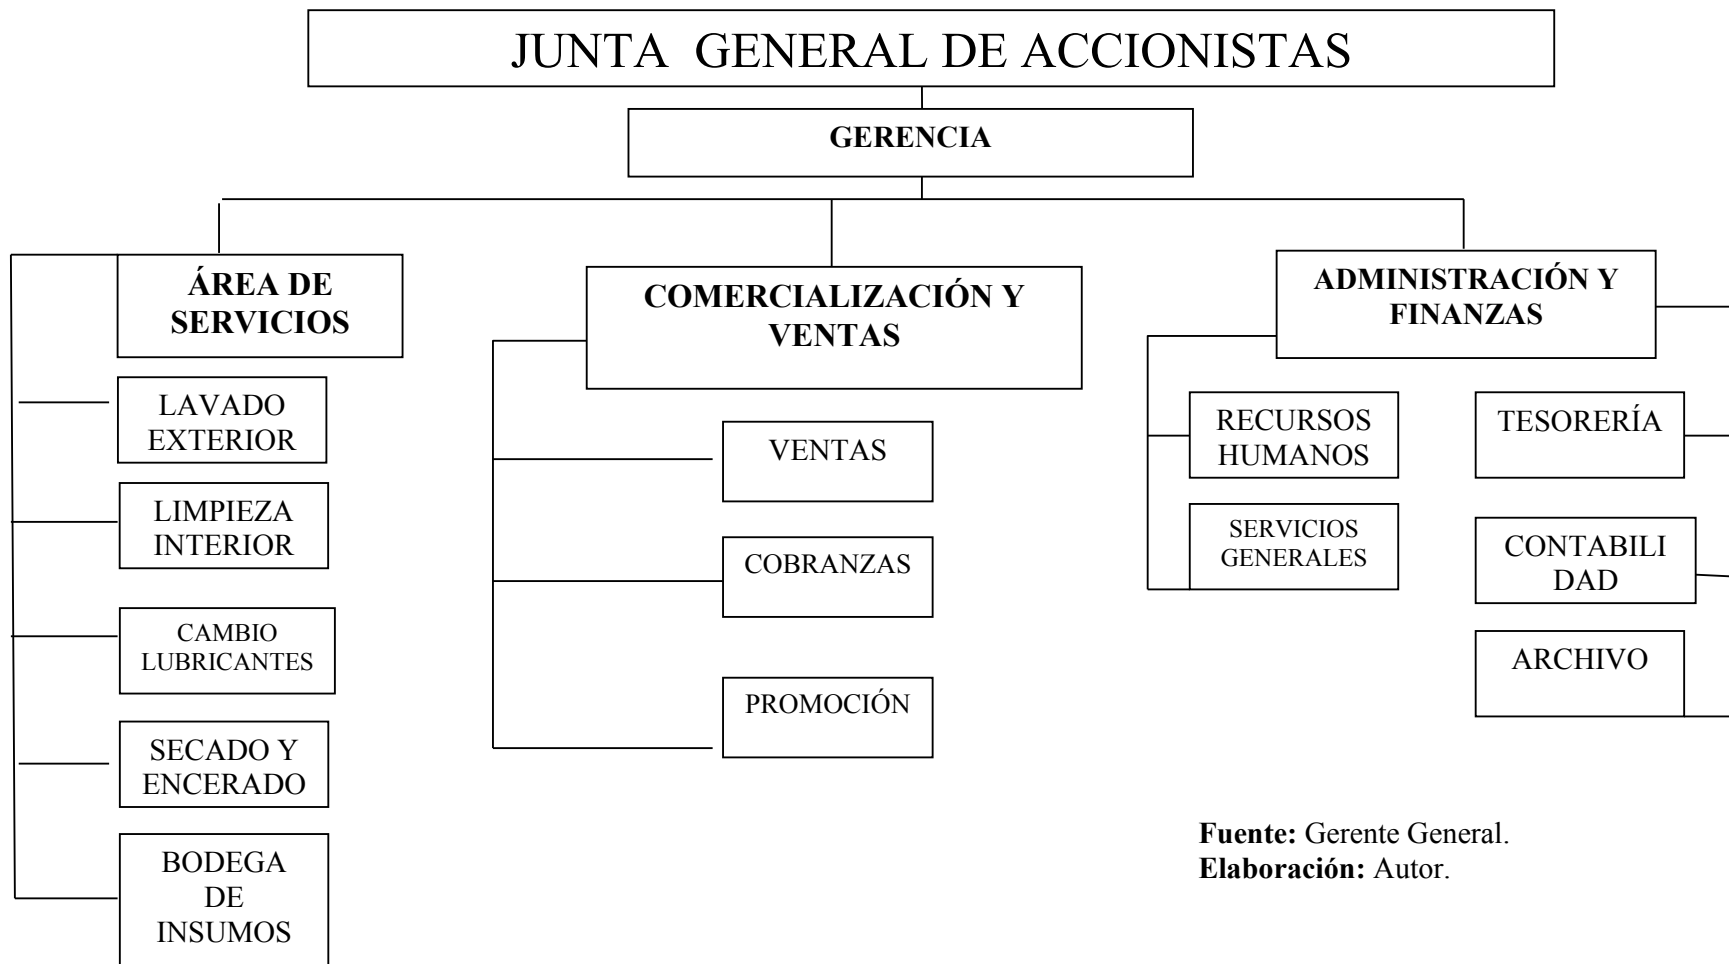 JUNTA GENERAL DE ACCIONISTAS
GERENCIA
ÁREA DE
SERVICIOS
LAVADO
EXTERIOR
LIMPIEZA
INTERIOR
CAMBIO
LUBRICANTES
SECADO Y
ENCERADO
BODEGA
DE
INSUMOS
COMERCIALIZACIÓN Y
VENTAS
VENTAS
COBRANZAS
PROMOCIÓN
ADMINISTRACIÓN Y
FINANZAS
RECURSOS
HUMANOS
SERVICIOS
GENERALES
TESORERÍA
CONTABILI
DAD
ARCHIVO
Fuente: Gerente General.
Elaboración: Autor.